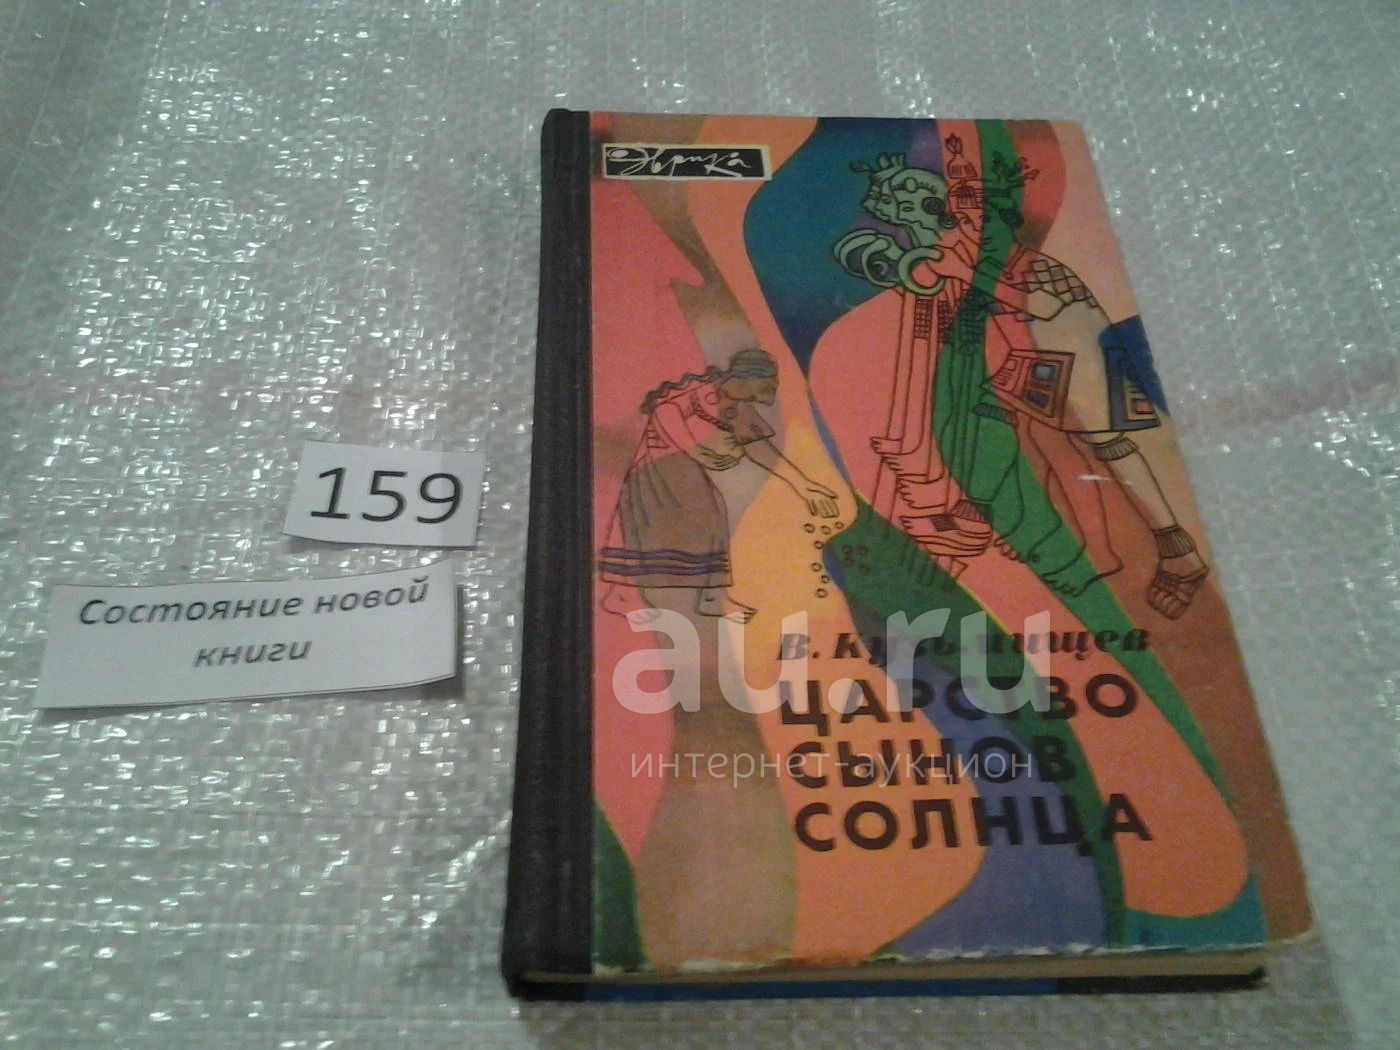 Эврика
159
Состояние новой
книги
В. Кузьмищев
ЦАРСТВО
СЫНОВ
СОЛНЦА
au.ru
интернет-аукцион